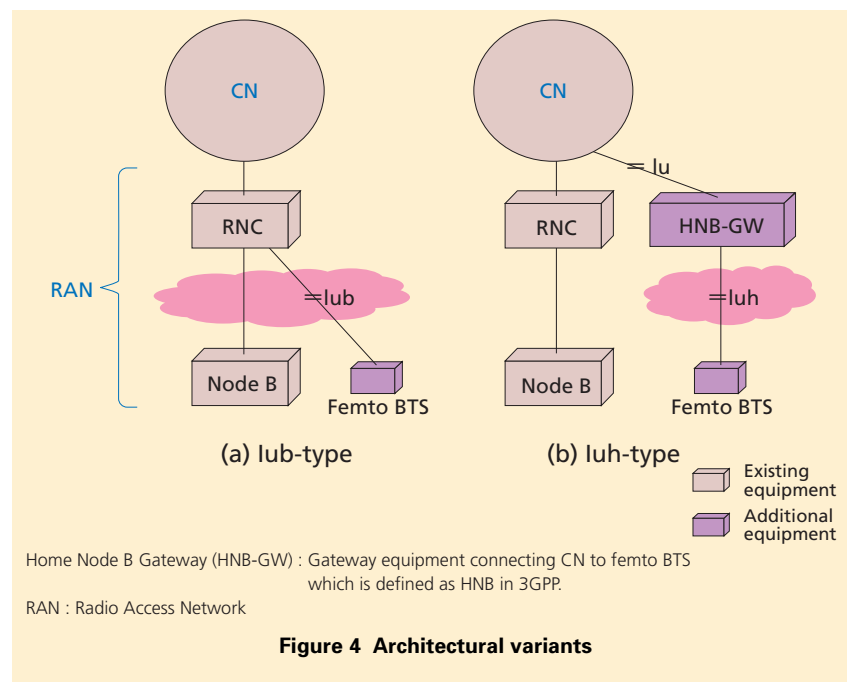 CN
RNC
Iub
RAN
Node B
Femto BTS
(a) Iub-type
CN
Iu
RNC
HNB-GW
Iuh
Node B
Femto BTS
(b) Iuh-type
Existing
equipment
Additional
equipment
Home Node B Gateway (HNB-GW) : Gateway equipment connecting CN to femto BTS
which is defined as HNB in 3GPP.
RAN : Radio Access Network
Figure 4 Architectural variants